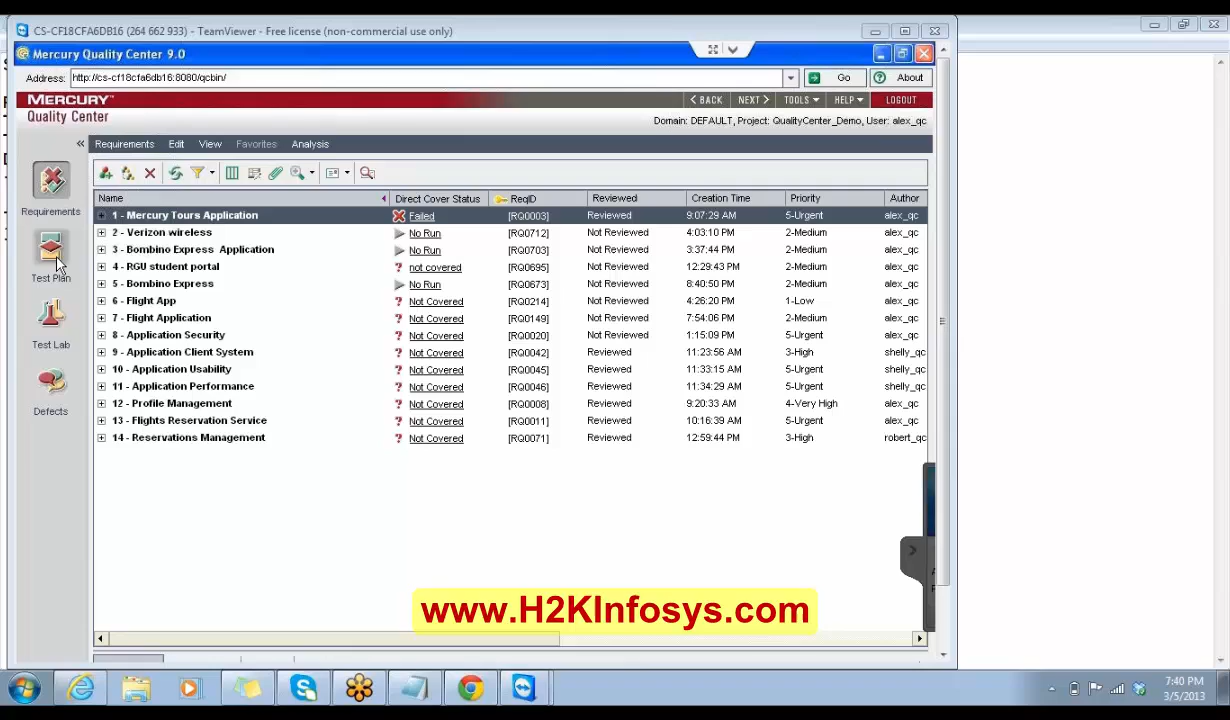 CS-CF18CFA6DB16 (264 662 933) - TeamViewer - Free license (non-commercial use only)
Mercury Quality Center 9.0
Address: http://cs-cf18cfa6db16:8080/qcbin/ Go About
MERCURY™ BACK NEXT TOOLS HELP LOGOUT
Quality Center
Domain: DEFAULT, Project: QualityCenter_Demo, User: alex_qc
Requirements Edit View Favorites Analysis
Requirements
Test Plan
Test Lab
Defects
Name Direct Cover Status ReqID Reviewed Creation Time Priority Author
1 - Mercury Tours Application Failed [RQ0003] Reviewed 9:07:29 AM 5-Urgent alex_qc
2 - Verizon wireless No Run [RQ0712] Not Reviewed 4:03:10 PM 2-Medium alex_qc
3 - Bombino Express Application No Run [RQ0703] Not Reviewed 3:37:44 PM 2-Medium alex_qc
4 - RGU student portal not covered [RQ0695] Not Reviewed 12:29:43 PM 2-Medium alex_qc
5 - Bombino Express No Run [RQ0673] Not Reviewed 8:40:50 PM 2-Medium alex_qc
6 - Flight App Not Covered [RQ0214] Not Reviewed 4:26:20 PM 1-Low alex_qc
7 - Flight Application Not Covered [RQ0149] Not Reviewed 7:54:06 PM 2-Medium alex_qc
8 - Application Security Not Covered [RQ0020] Not Reviewed 1:15:09 PM 5-Urgent alex_qc
9 - Application Client System Not Covered [RQ0042] Reviewed 11:23:56 AM 3-High shelly_qc
10 - Application Usability Not Covered [RQ0045] Reviewed 11:33:15 AM 5-Urgent shelly_qc
11 - Application Performance Not Covered [RQ0046] Reviewed 11:34:29 AM 5-Urgent shelly_qc
12 - Profile Management Not Covered [RQ0008] Reviewed 9:20:33 AM 4-Very High alex_qc
13 - Flights Reservation Service Not Covered [RQ0011] Reviewed 10:16:39 AM 5-Urgent alex_qc
14 - Reservations Management Not Covered [RQ0071] Reviewed 12:59:44 PM 3-High robert_qc
www.H2KInfosys.com
7:40 PM
3/5/2013